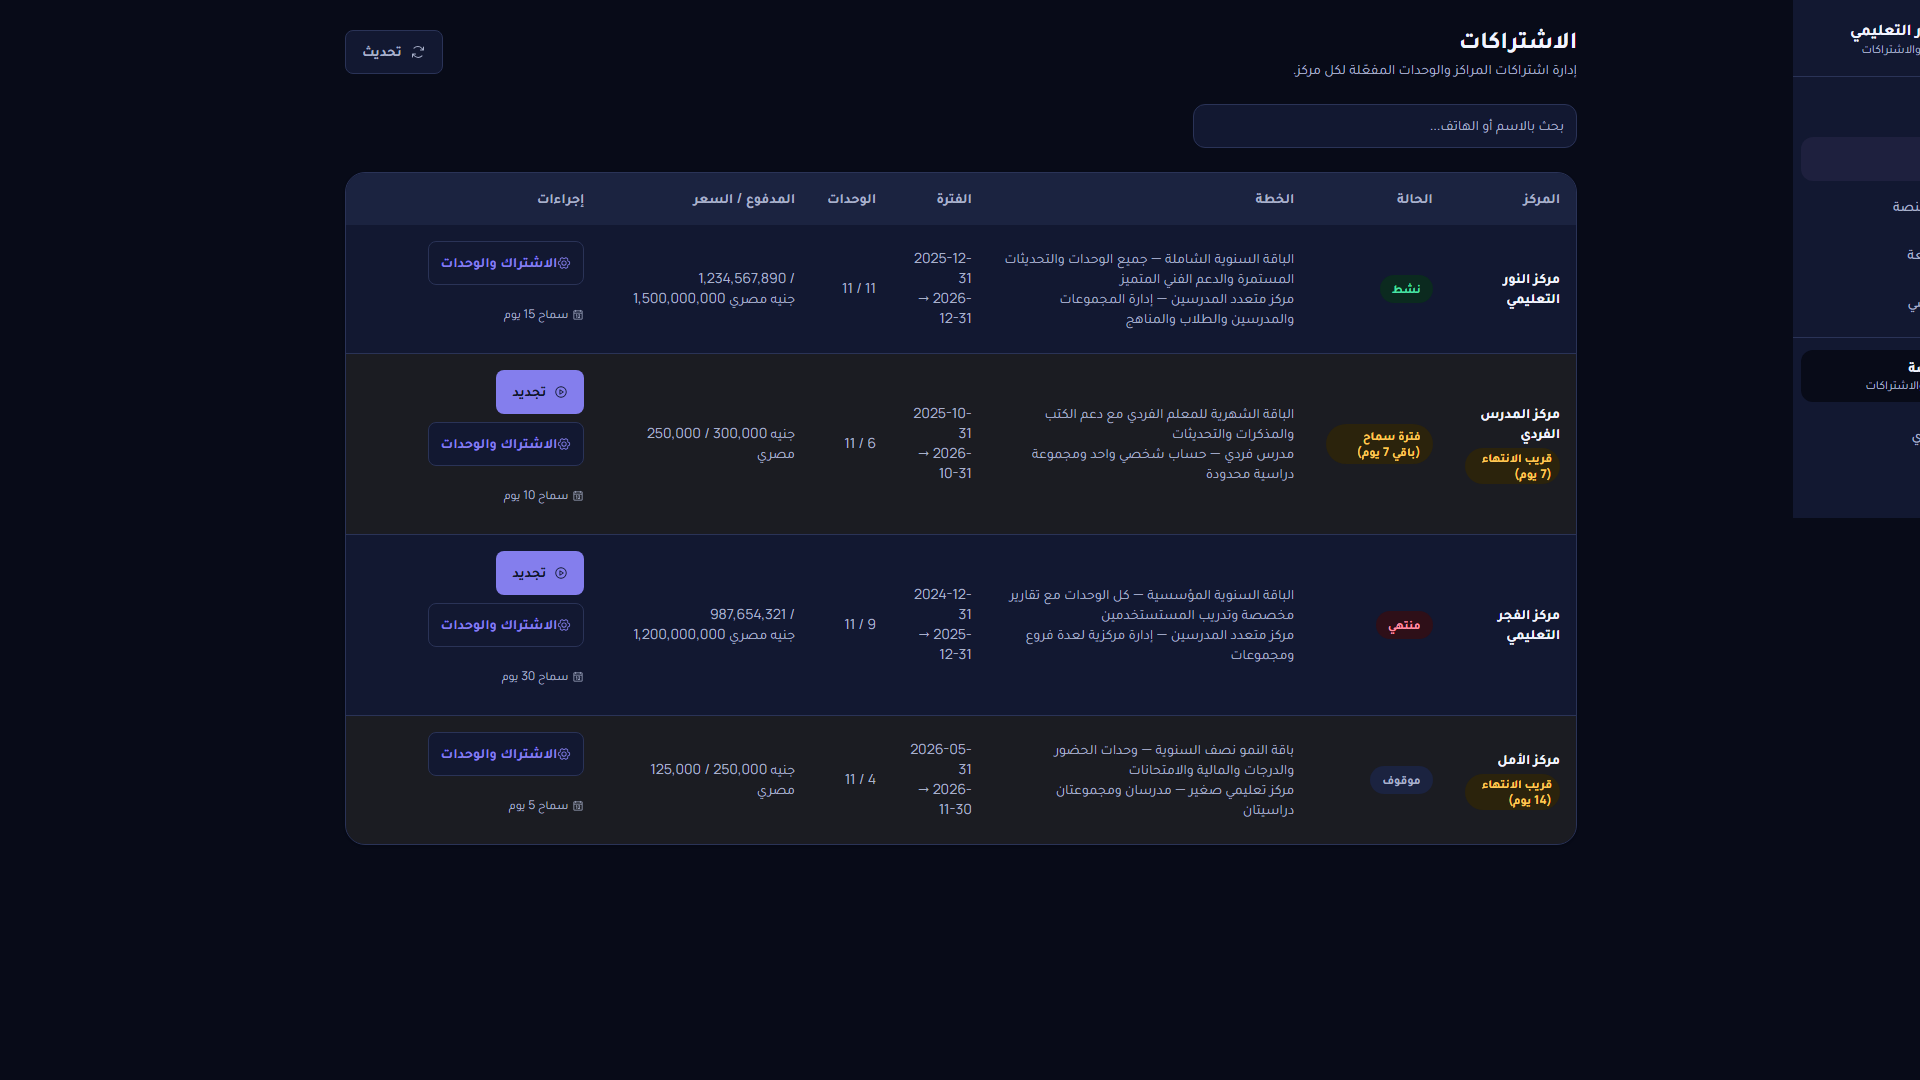 الاشتراكات
إدارة اشتراكات المراكز والوحدات المفعّلة لكل مركز.
تحديث
بحث بالاسم أو الهاتف...
المركز
الحالة
الخطة
الفترة
الوحدات
المدفوع / السعر
إجراءات
مركز النور
التعليمي
نشط
الباقة السنوية الشاملة — جميع الوحدات والتحديثات
المستمرة والدعم الفني المتميز
مركز متعدد المدرسين — إدارة المجموعات
والمدرسين والطلاب والمناهج
2025-12-
31
→ 2026-
12-31
11 / 11
1,234,567,890 /
1,500,000,000 جنيه مصري
الاشتراك والوحدات
سماح 15 يوم
مركز المدرس
الفردي
قريب الانتهاء
(7 يوم)
فترة سماح
(باقي 7 يوم)
الباقة الشهرية للمعلم الفردي مع دعم الكتب
والمذكرات والتحديثات
مدرس فردي — حساب شخصي واحد ومجموعة
دراسية محدودة
2025-10-
31
→ 2026-
10-31
11 / 6
250,000 / 300,000 جنيه
مصري
تجديد
الاشتراك والوحدات
سماح 10 يوم
مركز الفجر
التعليمي
منتهي
الباقة السنوية المؤسسية — كل الوحدات مع تقارير
مخصصة وتدريب المستستخدمين
مركز متعدد المدرسين — إدارة مركزية لعدة فروع
ومجموعات
2024-12-
31
→ 2025-
12-31
11 / 9
987,654,321 /
1,200,000,000 جنيه مصري
تجديد
الاشتراك والوحدات
سماح 30 يوم
مركز الأمل
قريب الانتهاء
(14 يوم)
موقوف
باقة النمو نصف السنوية — وحدات الحضور
والدرجات والمالية والامتحانات
مركز تعليمي صغير — مدرسان ومجموعتان
دراسيتان
2026-05-
31
→ 2026-
11-30
11 / 4
125,000 / 250,000 جنيه
مصري
الاشتراك والوحدات
سماح 5 يوم
التعليمي
والاشتراكات
والاشتراكات